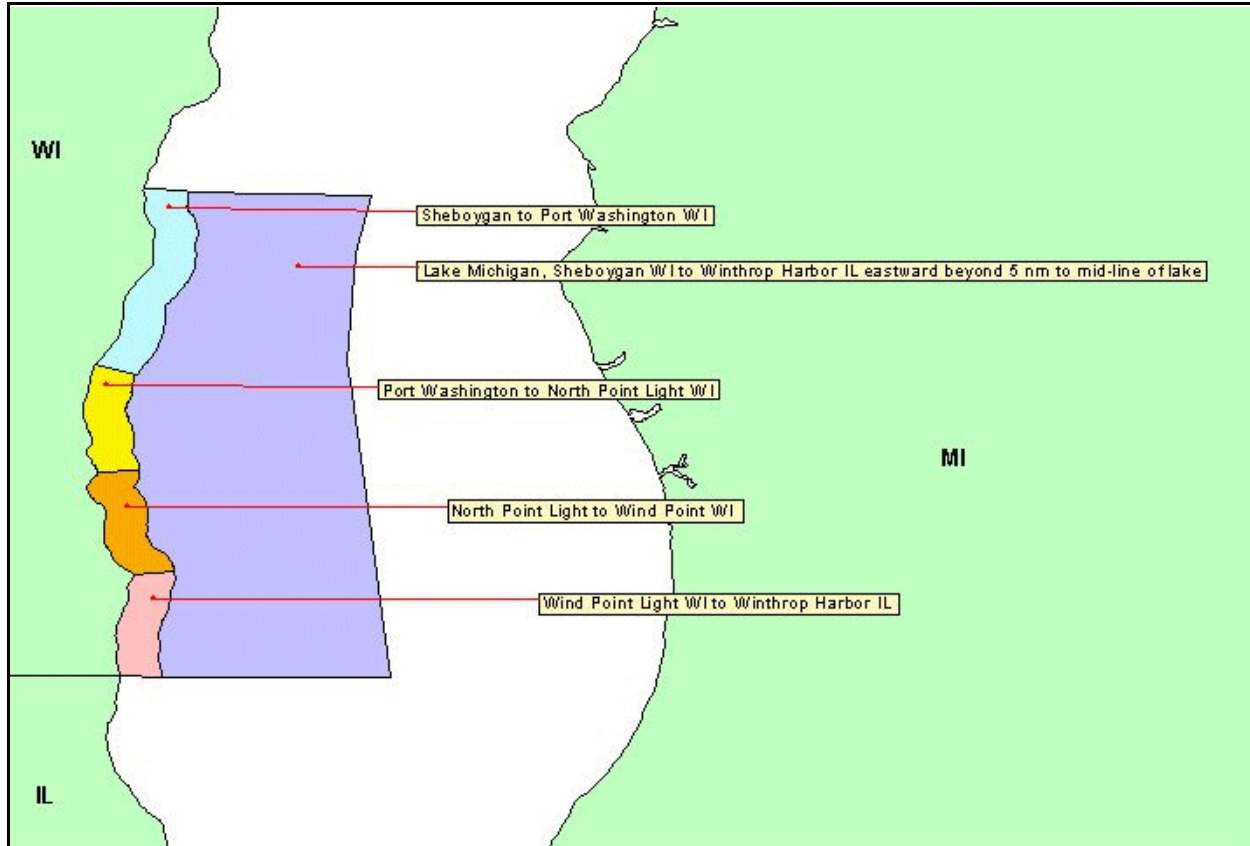 WI
Sheboygan to Port Washington WI
Lake Michigan, Sheboygan WI to Winthrop Harbor IL eastward beyond 5 nm to mid-line of lake
Port Washington to North Point Light WI
MI
North Point Light to Wind Point WI
Wind Point Light WI to Winthrop Harbor IL
IL